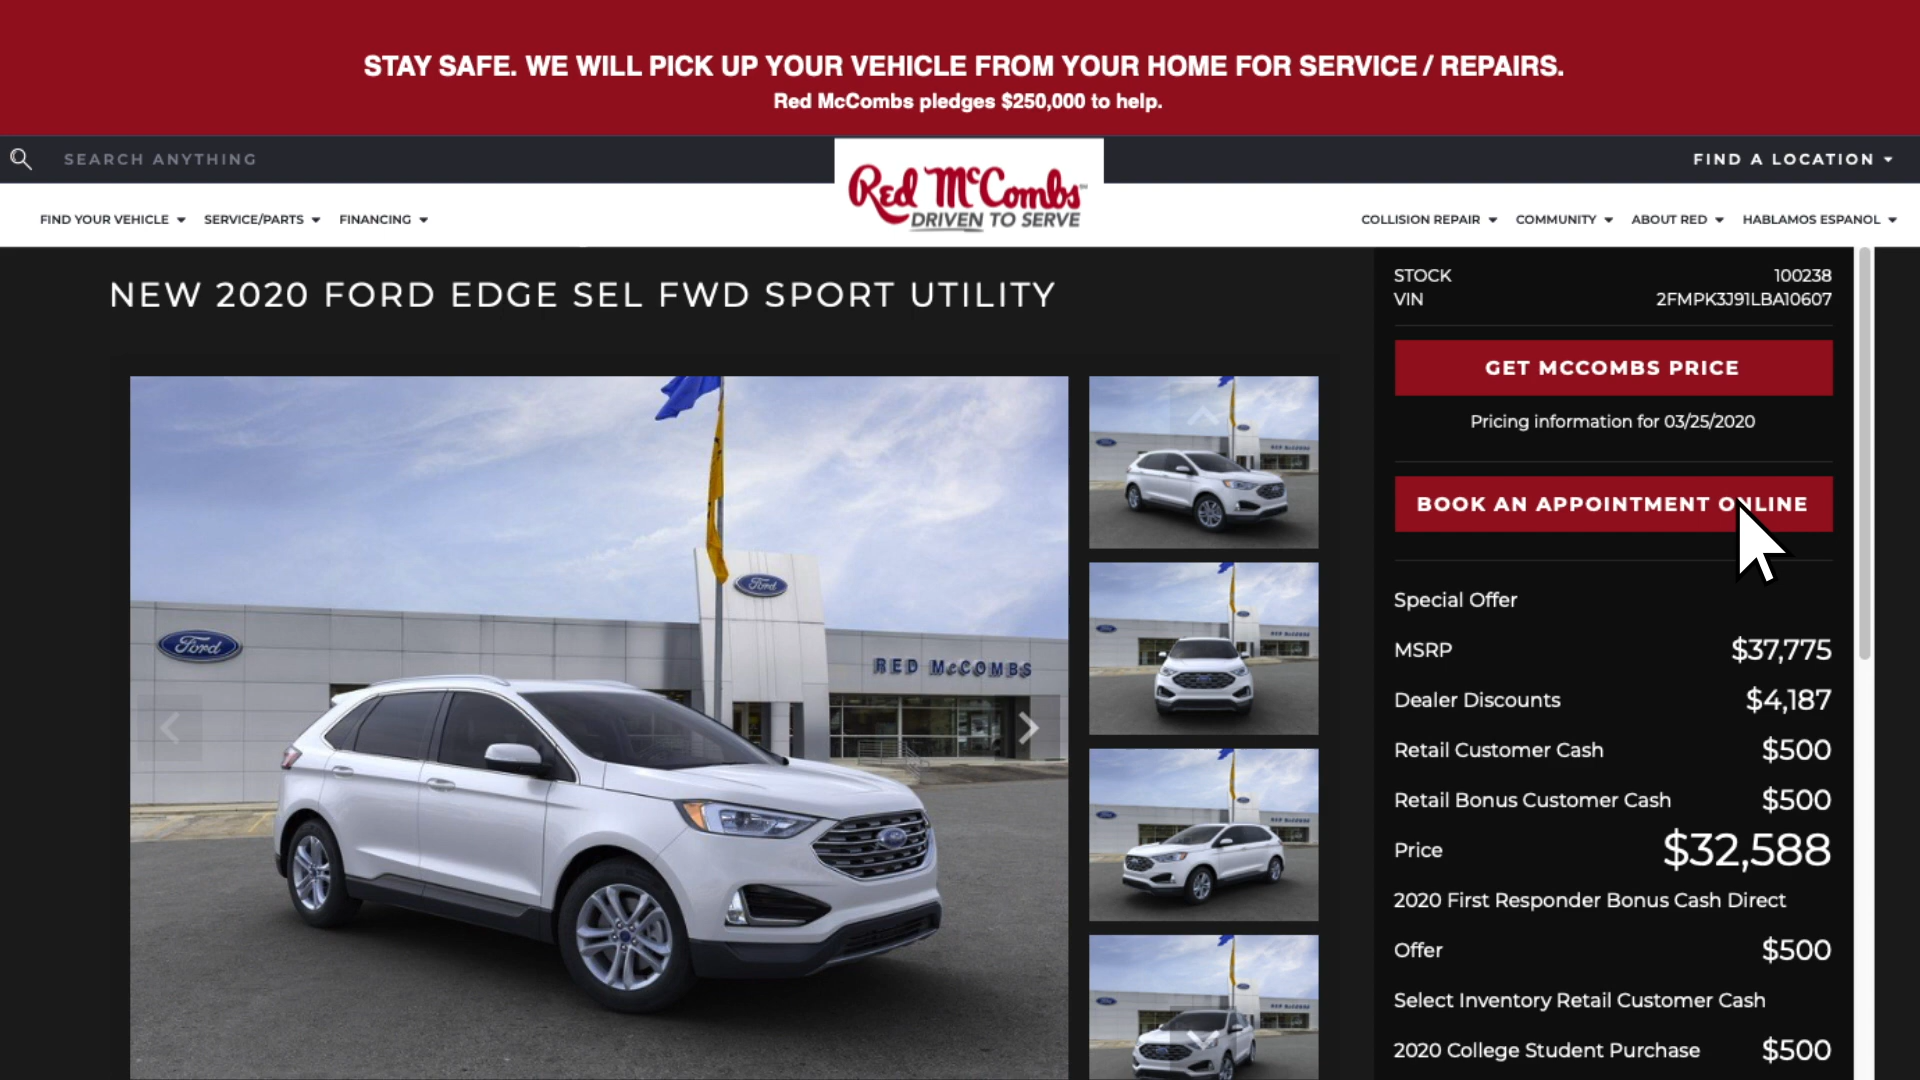 STAY SAFE. WE WILL PICK UP YOUR VEHICLE FROM YOUR HOME FOR SERVICE / REPAIRS.
Red McCombs pledges $250,000 to help.
SEARCH ANYTHING
FIND A LOCATION
Red McCombs
DRIVEN TO SERVE
FIND YOUR VEHICLE
SERVICE/PARTS
FINANCING
COLLISION REPAIR
COMMUNITY
ABOUT RED
HABLAMOS ESPANOL
NEW 2020 FORD EDGE SEL FWD SPORT UTILITY
Ford
Ford
RED McCOMBS
STOCK 100238
VIN 2FMPK3J91LBA10607
GET MCCOMBS PRICE
Pricing information for 03/25/2020
BOOK AN APPOINTMENT ONLINE
Special Offer
MSRP $37,775
Dealer Discounts $4,187
Retail Customer Cash $500
Retail Bonus Customer Cash $500
Price $32,588
2020 First Responder Bonus Cash Direct
Offer $500
Select Inventory Retail Customer Cash
2020 College Student Purchase $500